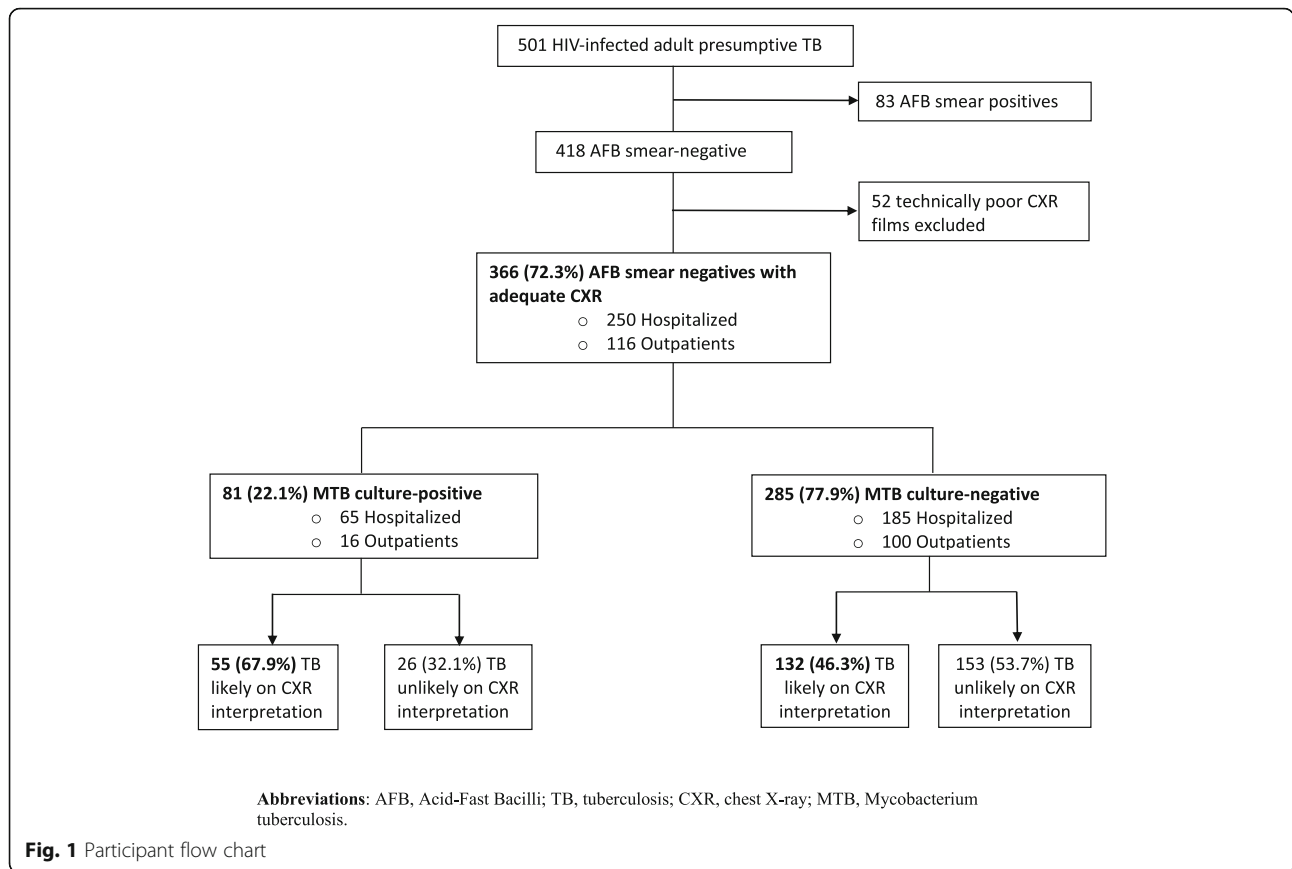 501 HIV-infected adult presumptive TB
83 AFB smear positives
418 AFB smear-negative
52 technically poor CXR
films excluded
366 (72.3%) AFB smear negatives with
adequate CXR
○ 250 Hospitalized
○ 116 Outpatients
81 (22.1%) MTB culture-positive
○ 65 Hospitalized
○ 16 Outpatients
285 (77.9%) MTB culture-negative
○ 185 Hospitalized
○ 100 Outpatients
55 (67.9%) TB
likely on CXR
interpretation
26 (32.1%) TB
unlikely on CXR
interpretation
132 (46.3%) TB
likely on CXR
interpretation
153 (53.7%) TB
unlikely on CXR
interpretation
Abbreviations: AFB, Acid-Fast Bacilli; TB, tuberculosis; CXR, chest X-ray; MTB, Mycobacterium
tuberculosis.
Fig. 1 Participant flow chart